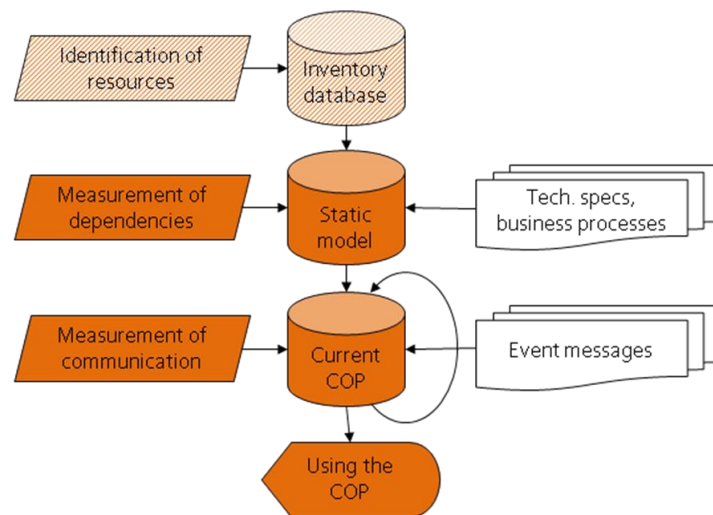 Identification of
resources
Inventory
database
Measurement of
dependencies
Static
model
Tech. specs,
business processes
Measurement of
communication
Current
COP
Event messages
Using the
COP